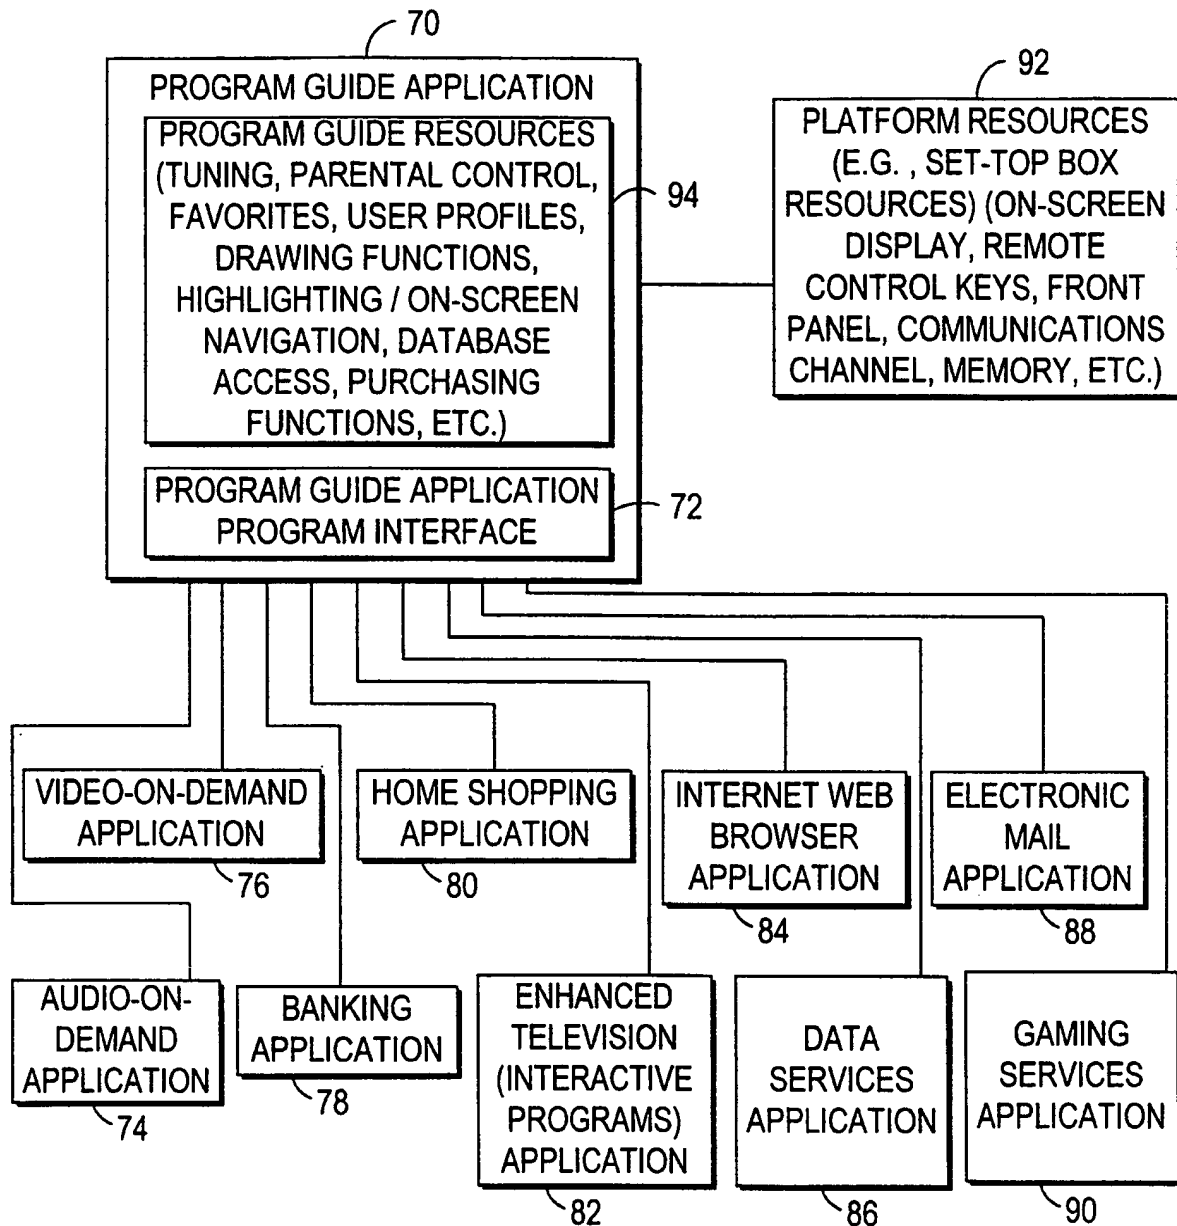 70
PROGRAM GUIDE APPLICATION
PROGRAM GUIDE RESOURCES
(TUNING, PARENTAL CONTROL,
FAVORITES, USER PROFILES,
DRAWING FUNCTIONS,
HIGHLIGHTING / ON-SCREEN
NAVIGATION, DATABASE
ACCESS, PURCHASING
FUNCTIONS, ETC.)
94
PROGRAM GUIDE APPLICATION
PROGRAM INTERFACE
72
92
PLATFORM RESOURCES
(E.G. , SET-TOP BOX
RESOURCES) (ON-SCREEN
DISPLAY, REMOTE
CONTROL KEYS, FRONT
PANEL, COMMUNICATIONS
CHANNEL, MEMORY, ETC.)
VIDEO-ON-DEMAND
APPLICATION
76
HOME SHOPPING
APPLICATION
80
INTERNET WEB
BROWSER
APPLICATION
84
ELECTRONIC
MAIL
APPLICATION
88
AUDIO-ON-
DEMAND
APPLICATION
74
BANKING
APPLICATION
78
ENHANCED
TELEVISION
(INTERACTIVE
PROGRAMS)
APPLICATION
82
DATA
SERVICES
APPLICATION
86
GAMING
SERVICES
APPLICATION
90